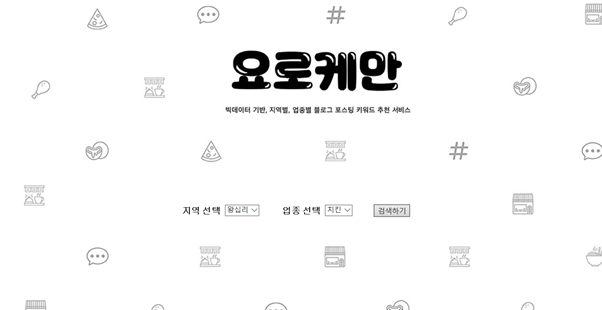 요로케만
빅데이터 기반, 지역별, 업종별 블로그 포스팅 키워드 추천 서비스
지역 선택 왕십리 업종 선택 치킨 검색하기